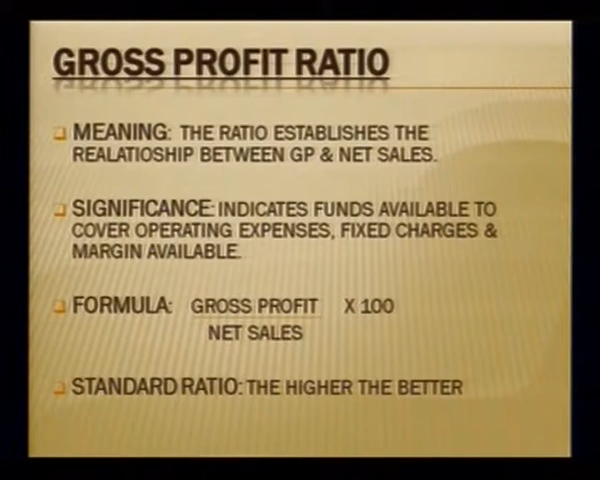 GROSS PROFIT RATIO
MEANING: THE RATIO ESTABLISHES THE
REALATIOSHIP BETWEEN GP & NET SALES.
SIGNIFICANCE: INDICATES FUNDS AVAILABLE TO
COVER OPERATING EXPENSES, FIXED CHARGES &
MARGIN AVAILABLE.
FORMULA: GROSS PROFIT X 100
NET SALES
STANDARD RATIO: THE HIGHER THE BETTER